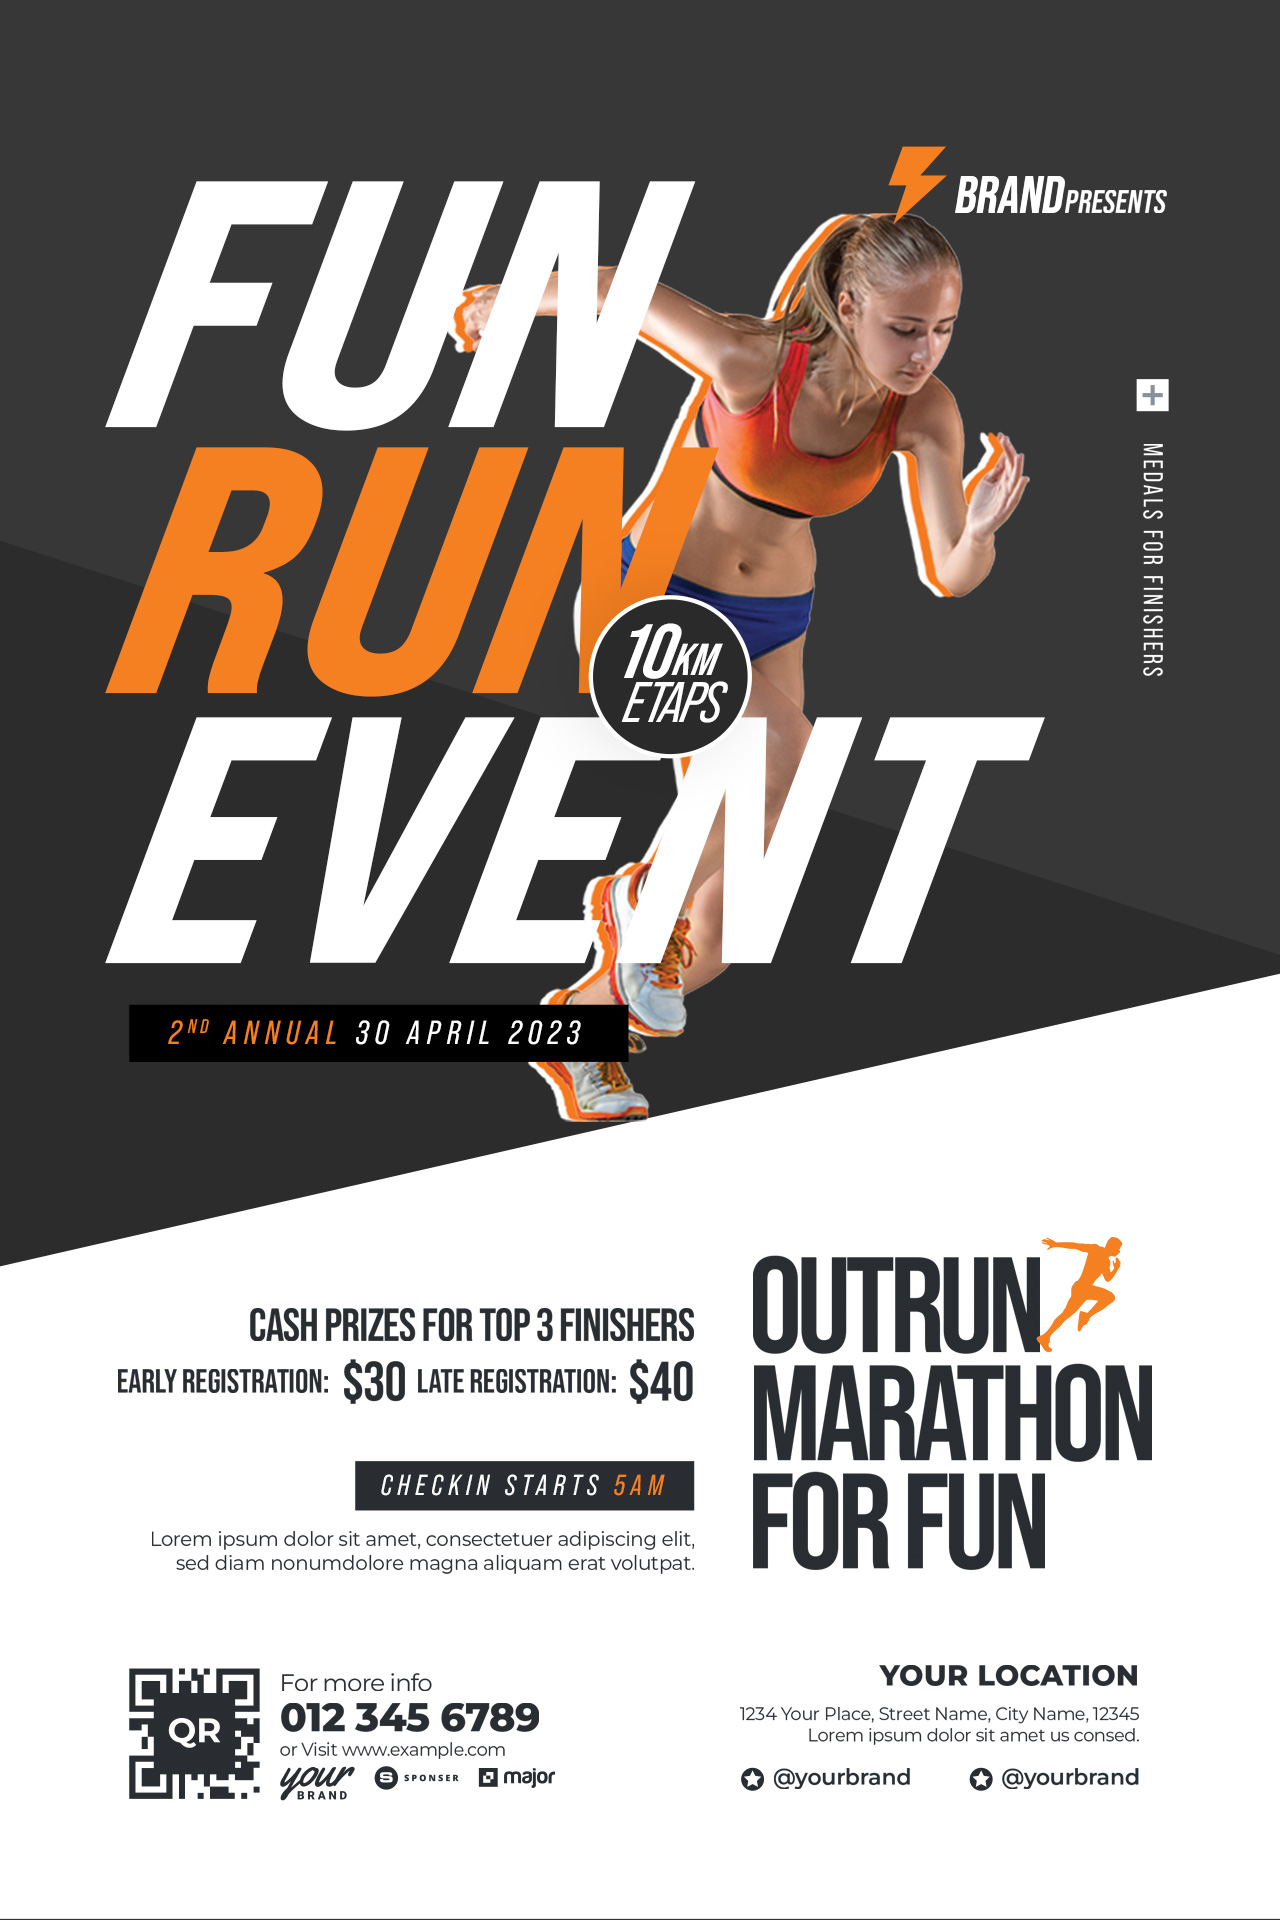 BRAND PRESENTS
FUN
RUN
EVENT
10KM
ETAPS
MEDALS FOR FINISHERS
2ND ANNUAL 30 APRIL 2023
CASH PRIZES FOR TOP 3 FINISHERS
EARLY REGISTRATION: $30 LATE REGISTRATION: $40
CHECKIN STARTS 5AM
Lorem ipsum dolor sit amet, consectetuer adipiscing elit,
sed diam nonumdolore magna aliquam erat volutpat.
OUTRUN
MARATHON
FOR FUN
QR
For more info
012 345 6789
or Visit www.example.com
your
BRAND
S SPONSER
major
YOUR LOCATION
1234 Your Place, Street Name, City Name, 12345
Lorem ipsum dolor sit amet us consed.
@yourbrand @yourbrand